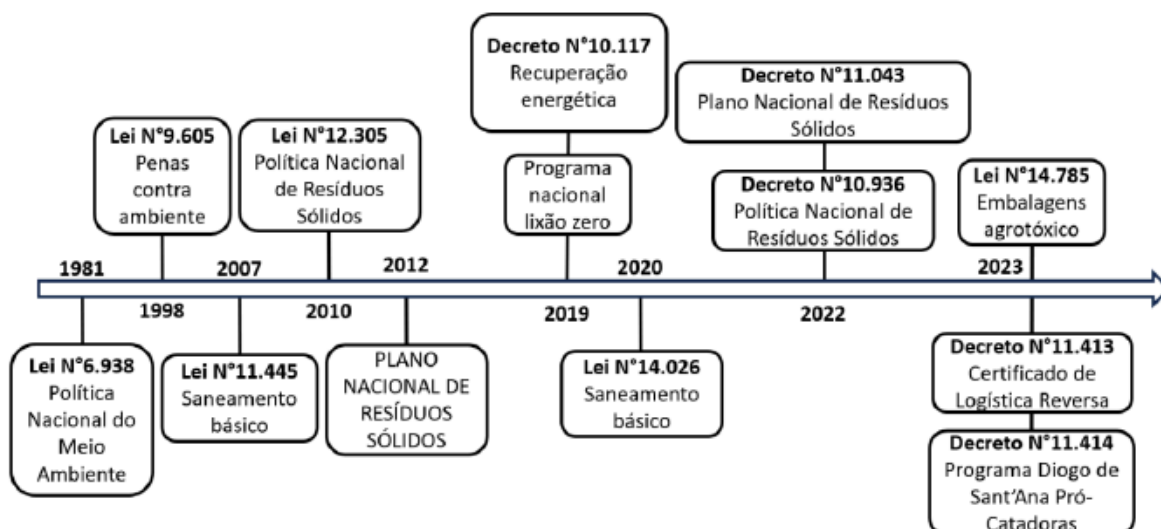 Decreto N°10.117
Recuperação
energética
Decreto N°11.043
Plano Nacional de Resíduos
Sólidos
Lei N°9.605
Penas
contra
ambiente
Lei N°12.305
Política Nacional
de Resíduos
Sólidos
Programa
nacional
lixão zero
Decreto N°10.936
Política Nacional de
Resíduos Sólidos
Lei N°14.785
Embalagens
agrotóxico
1981
2007
2012
2020
2023
1998
2010
2019
2022
Lei N°6.938
Política
Nacional do
Meio
Ambiente
Lei N°11.445
Saneamento
básico
PLANO
NACIONAL DE
RESÍDUOS
SÓLIDOS
Lei N°14.026
Saneamento
básico
Decreto N°11.413
Certificado de
Logística Reversa
Decreto N°11.414
Programa Diogo de
Sant'Ana Pró-
Catadoras